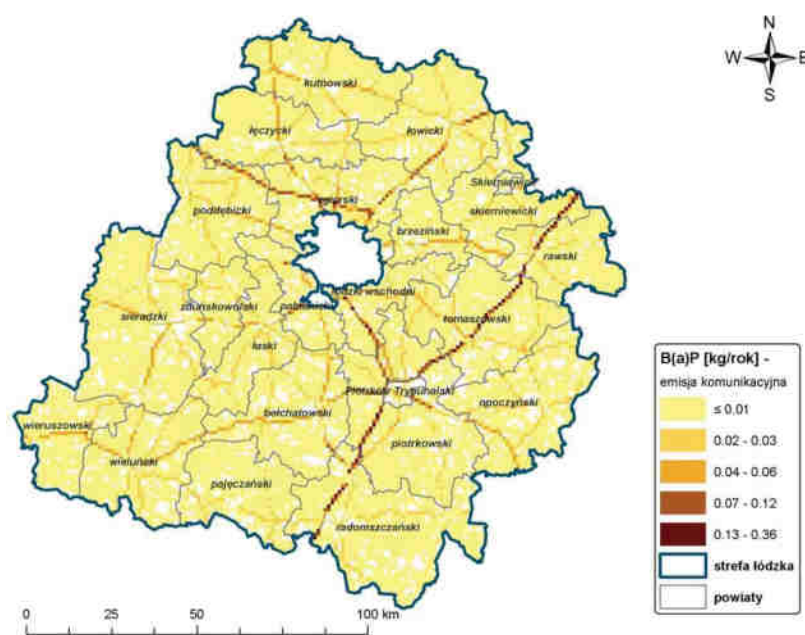 N
W E
S
kutnowski
łęczycki
łowicki
Skierniewice
skierniewicki
poddębicki
brzeziński
rawski
łódzki wschodni
zduńskowolski
pabianicki
sieradzki
tomaszowski
łaski
Piotrków Trybunalski
opoczyński
bełchatowski
wieruszowski
piotrkowski
wieluński
pajęczański
radomszczański
B(a)P [kg/rok] -
emisja komunikacyjna
≤ 0.01
0.02 - 0.03
0.04 - 0.06
0.07 - 0.12
0.13 - 0.36
strefa łódzka
powiaty
0 25 50 100 km